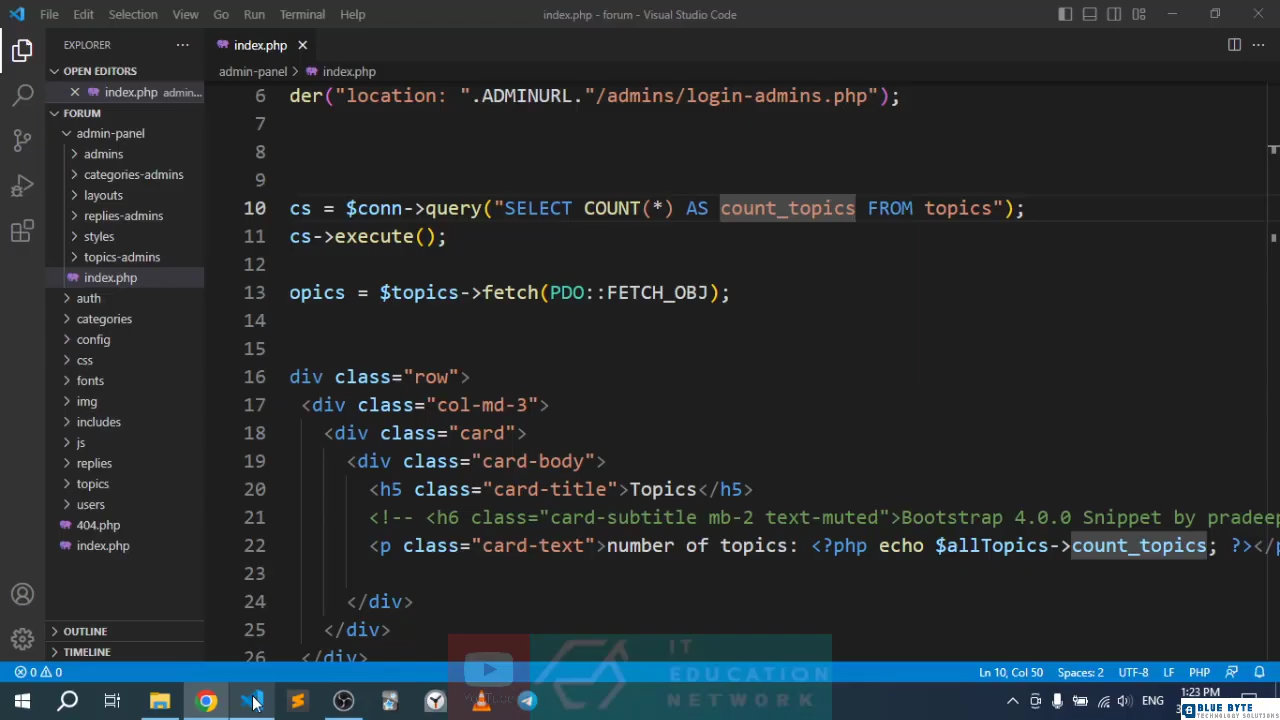 File Edit Selection View Go Run Terminal Help index.php - forum - Visual Studio Code
EXPLORER
index.php
OPEN EDITORS
admin-panel > index.php
index.php admin...
FORUM
admin-panel
admins
categories-admins
layouts
replies-admins
styles
topics-admins
index.php
auth
categories
config
css
fonts
img
includes
js
replies
topics
users
404.php
index.php
OUTLINE
TIMELINE
6 der("location: ".ADMINURL."/admins/login-admins.php");
7
8
9
10 cs = $conn->query("SELECT COUNT(*) AS count_topics FROM topics");
11 cs->execute();
12
13 opics = $topics->fetch(PDO::FETCH_OBJ);
14
15
16 div class="row">
17 <div class="col-md-3">
18 <div class="card">
19 <div class="card-body">
20 <h5 class="card-title">Topics</h5>
21 <!-- <h6 class="card-subtitle mb-2 text-muted">Bootstrap 4.0.0 Snippet by pradeep
22 <p class="card-text">number of topics: <?php echo $allTopics->count_topics; ?></p
23
24 </div>
25 </div>
26 </div>
0 0 Ln 10, Col 50 Spaces: 2 UTF-8 LF PHP
IT
EDUCATION
NETWORK
YouTube
ENG 1:23 PM
BLUE BYTE
TECHNOLOGY SOLUTIONS